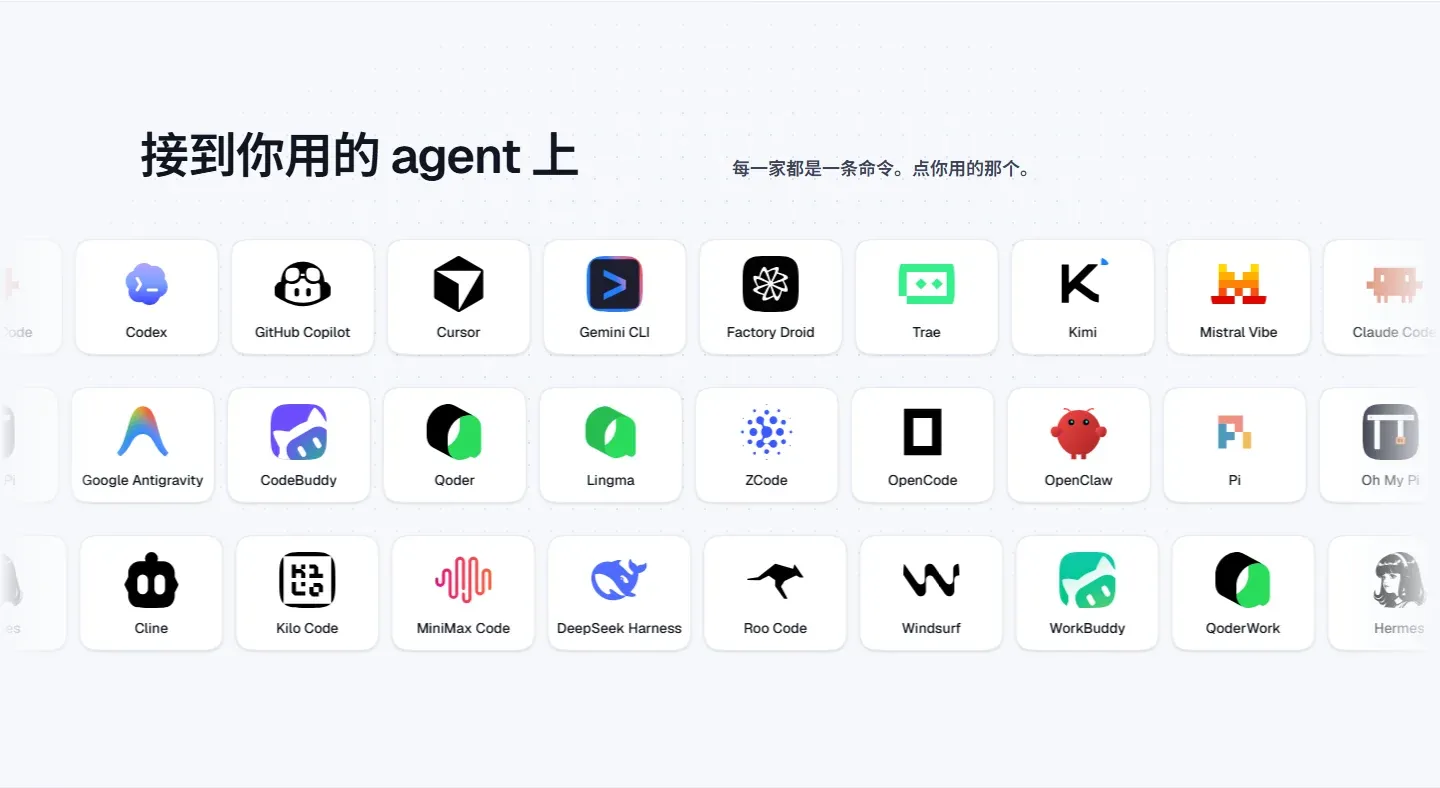 接到你用的 agent 上
每一家都是一条命令。点你用的那个。
Codex
GitHub Copilot
Cursor
Gemini CLI
Factory Droid
Trae
Kimi
Mistral Vibe
Claude Code
Pi
Google Antigravity
CodeBuddy
Qoder
Lingma
ZCode
OpenCode
OpenClaw
Pi
Oh My Pi
es
Cline
Kilo Code
MiniMax Code
DeepSeek Harness
Roo Code
Windsurf
WorkBuddy
QoderWork
Hermes